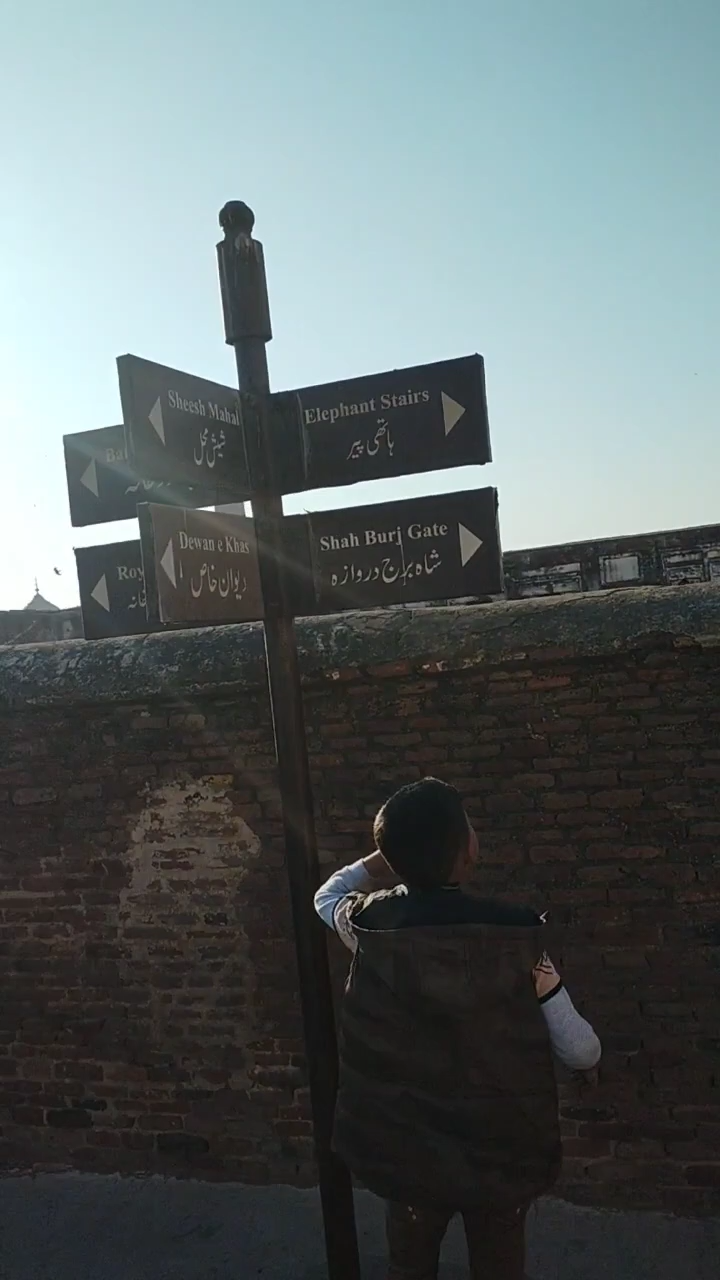 Sheesh Mahal
شیش محل
Elephant Stairs
ہاتھی پیر
Dewan e Khas
دیوان خاص
Shah Burj Gate
شاہ برج دروازہ